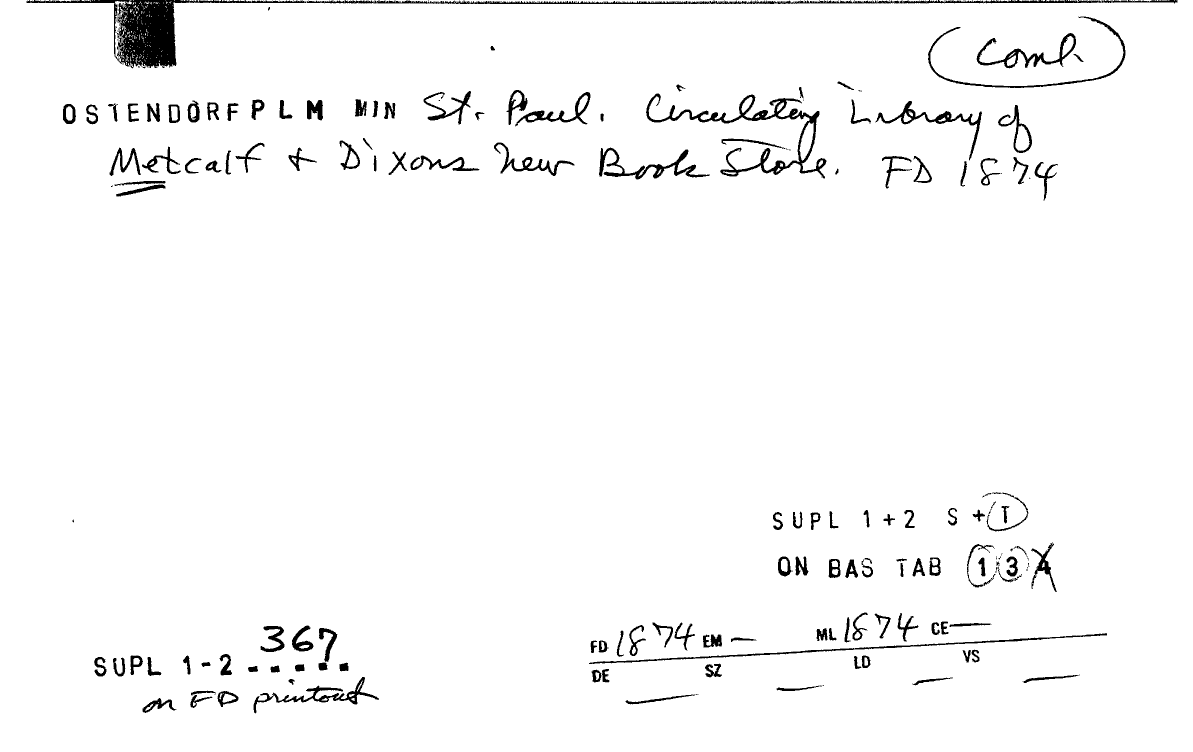 Coml.
OSTENDORF P L M MIN St. Paul. Circulating Library of
Metcalf + Dixons New Book Store. FD 1874
SUPL 1+2 S + T
ON BAS TAB 1 3 4
367
SUPL 1-2 - - - - -
on FD printout
FD 1874 EM — ML 1874 CE —
DE — SZ — LD — VS —